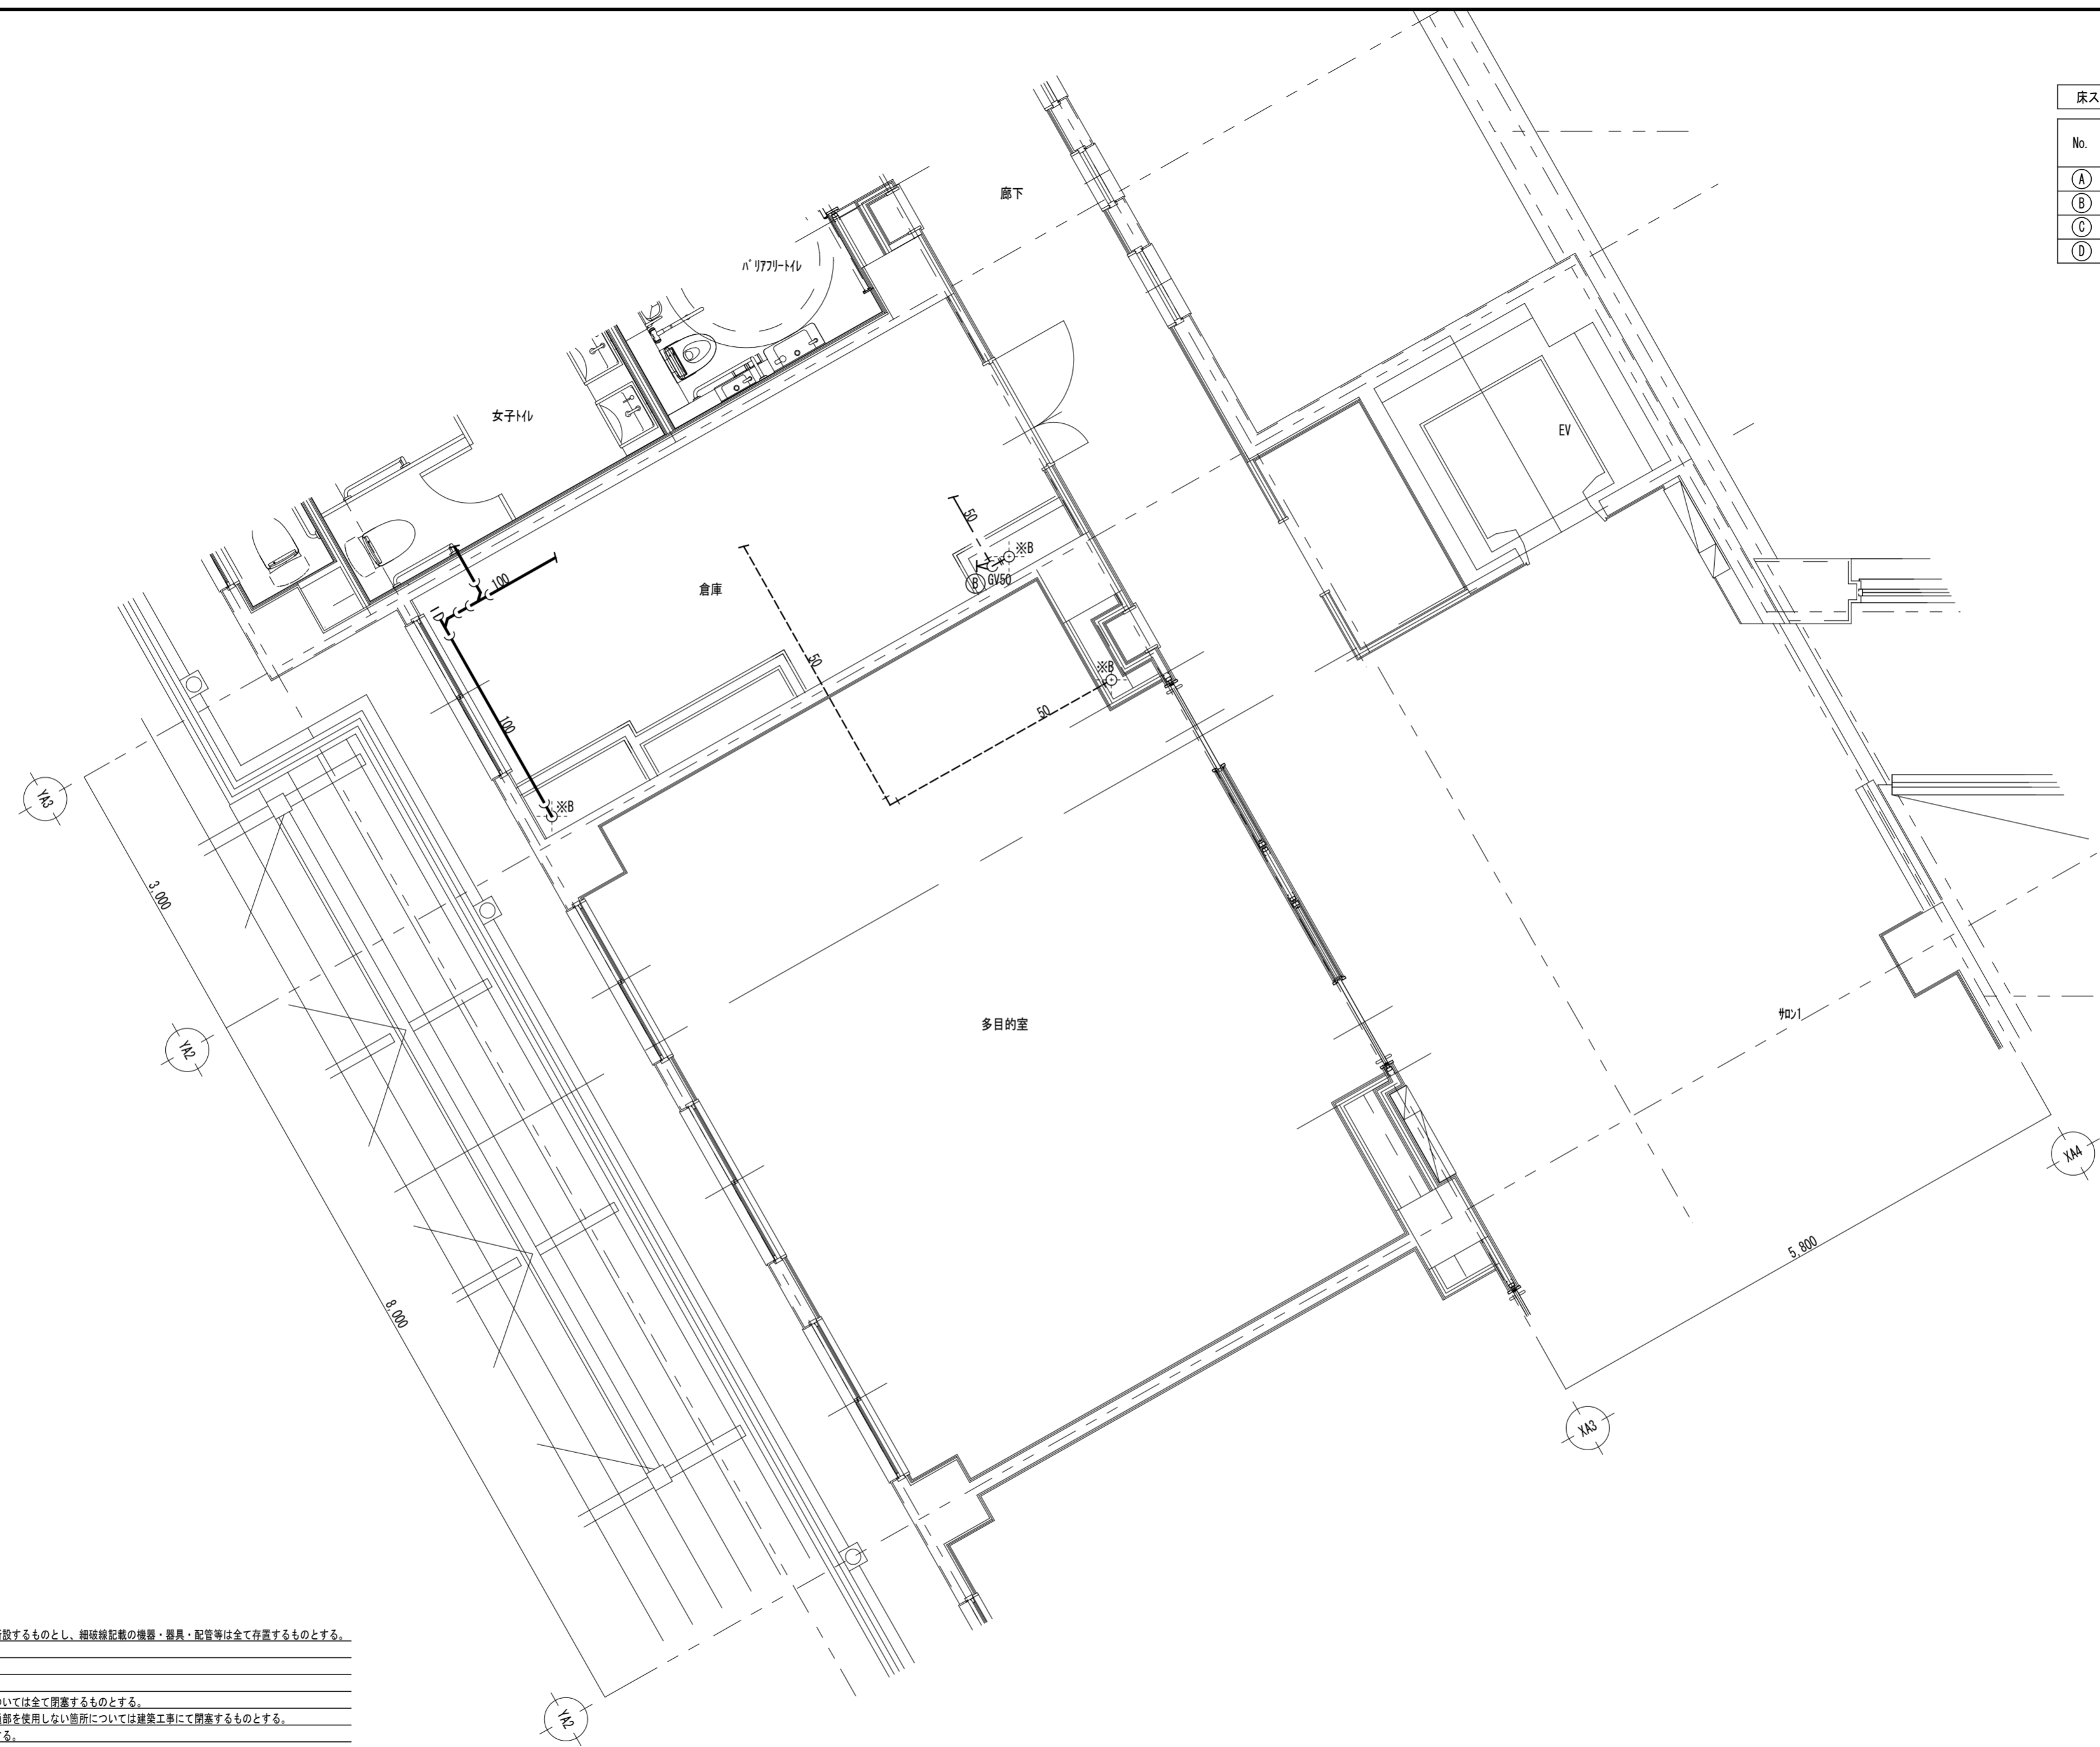 床ス
No.
A
B
C
D
廊下
バリアフリートイレ
女子トイレ
EV
50
※B
B GV50
100
倉庫
50
※B
50
100
※B
YA3
3,000
YA2
多目的室
サロン1
XA4
5,800
8,000
XA3
YA2
設するものとし、細破線記載の機器・器具・配管等は全て存置するものとする。
いては全て閉塞するものとする。
部を使用しない箇所については建築工事にて閉塞するものとする。
る。